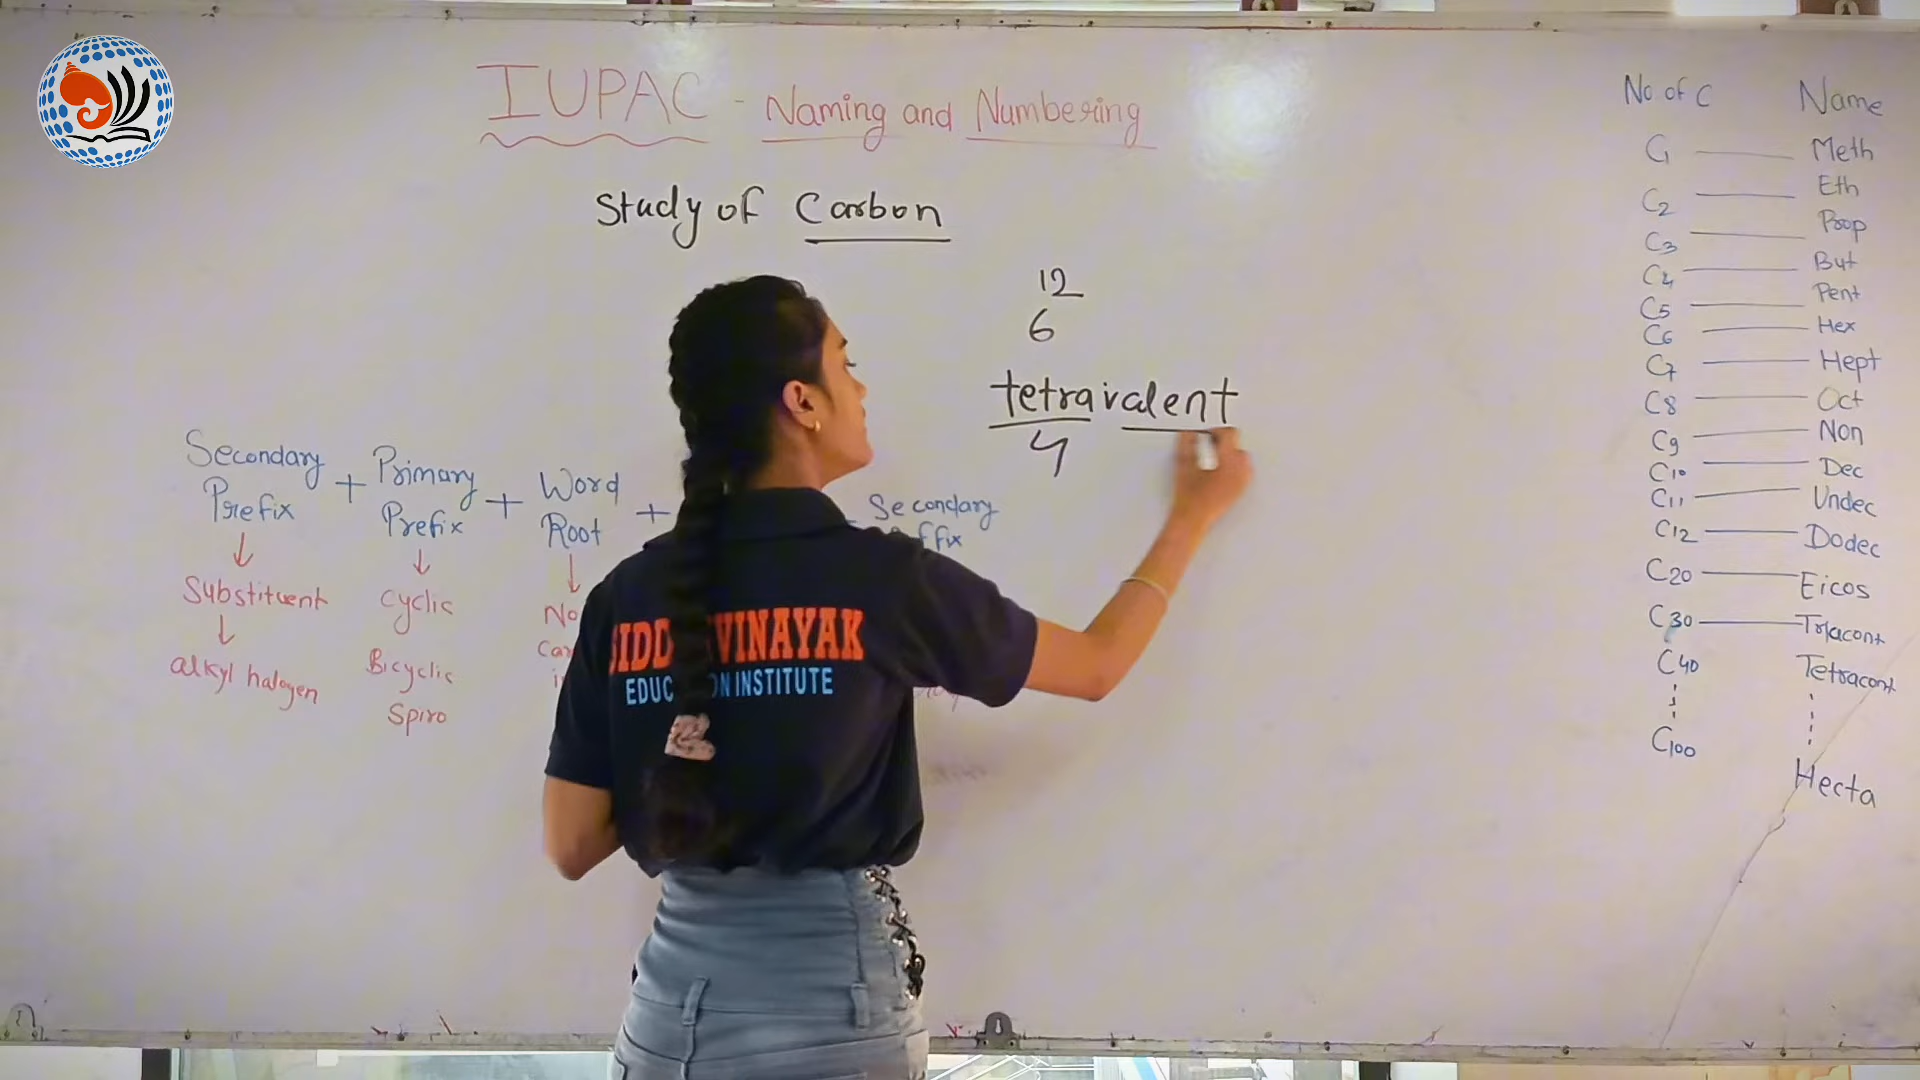 IUPAC - Naming and Numbering
Study of Carbon
12
6
tetravalent
4
Secondary Prefix + Primary Prefix + Word Root +
Secondary
Substituent
alkyl halogen
Cyclic
Bicyclic
Spiro
No
SIDDHIVINAYAK
EDUCATION INSTITUTE
No of C Name
C1 Meth
C2 Eth
C3 Prop
C4 But
C5 Pent
C6 Hex
C7 Hept
C8 Oct
C9 Non
C10 Dec
C11 Undec
C12 Dodec
C20 Eicos
C30 Triacont
C40 Tetracont
C100 Hecta